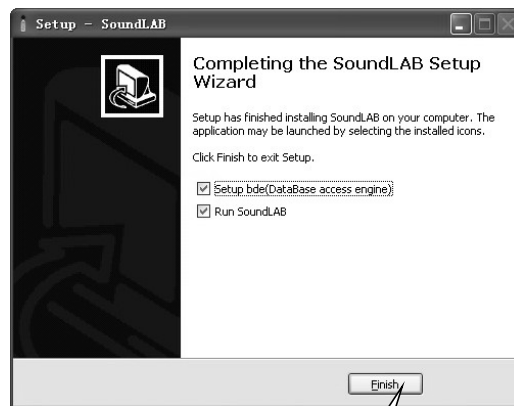 Setup - SoundLAB
Completing the SoundLAB Setup
Wizard
Setup has finished installing SoundLAB on your computer. The
application may be launched by selecting the installed icons.
Click Finish to exit Setup.
Setup bde(DataBase access engine)
Run SoundLAB
Finish